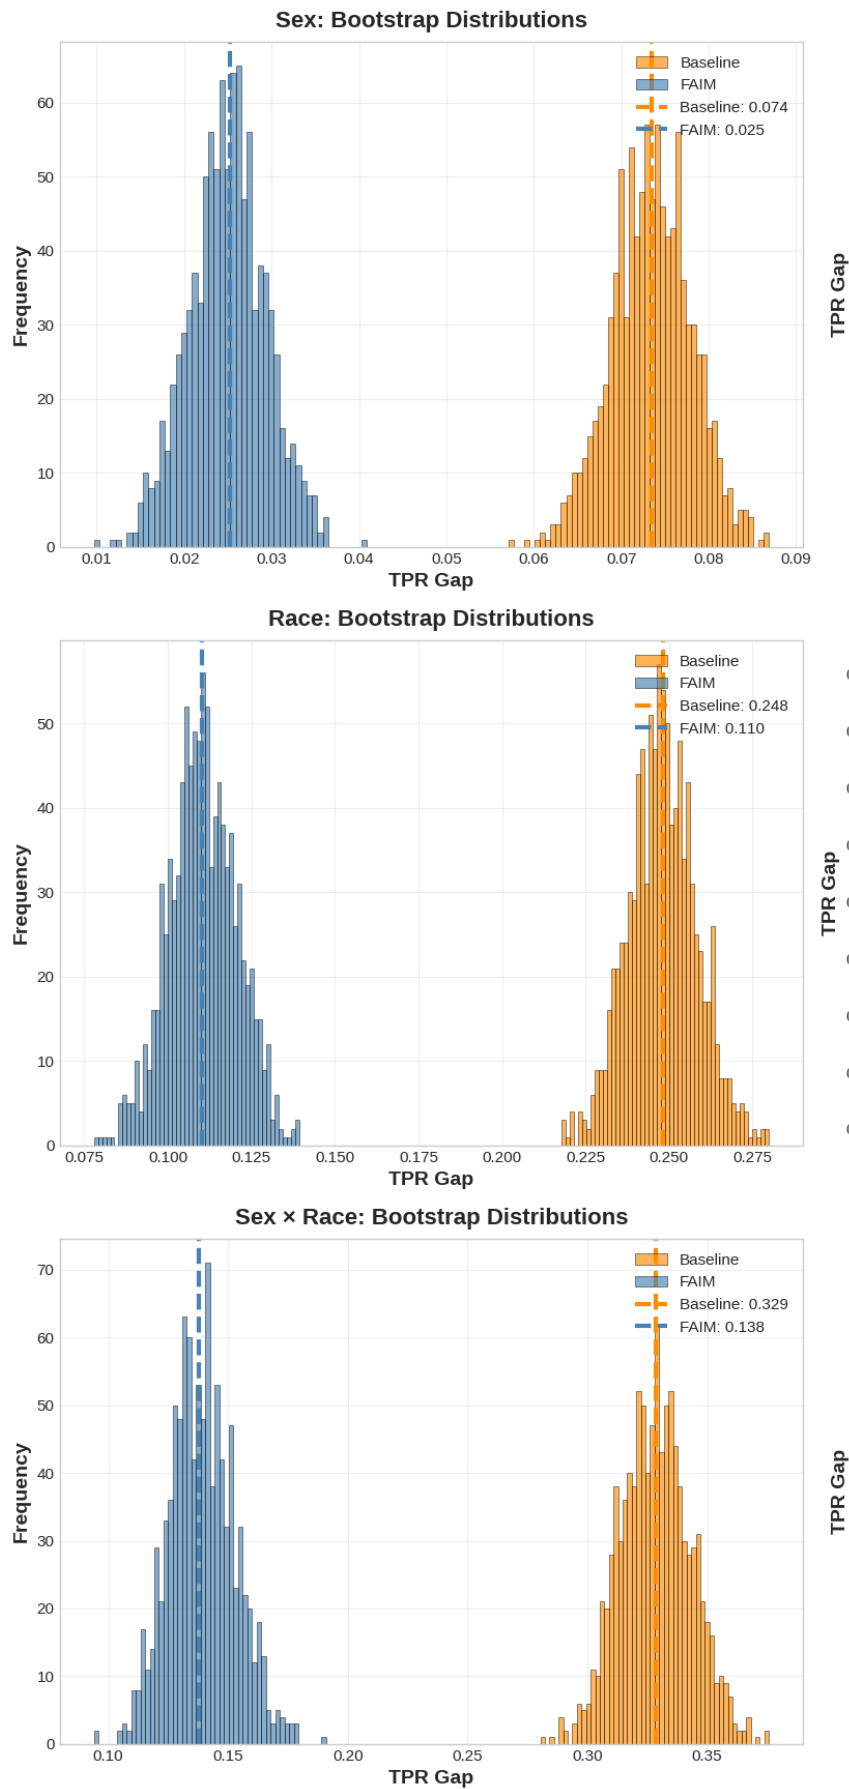 Sex: Bootstrap Distributions
Baseline
FAIM
Baseline: 0.074
FAIM: 0.025
60
50
40
30
20
10
0
Frequency
0.01 0.02 0.03 0.04 0.05 0.06 0.07 0.08 0.09
TPR Gap
TPR Gap
Race: Bootstrap Distributions
Baseline
FAIM
Baseline: 0.248
FAIM: 0.110
50
40
30
20
10
0
Frequency
0.075 0.100 0.125 0.150 0.175 0.200 0.225 0.250 0.275
TPR Gap
TPR Gap
Sex × Race: Bootstrap Distributions
Baseline
FAIM
Baseline: 0.329
FAIM: 0.138
70
60
50
40
30
20
10
0
Frequency
0.10 0.15 0.20 0.25 0.30 0.35
TPR Gap
TPR Gap